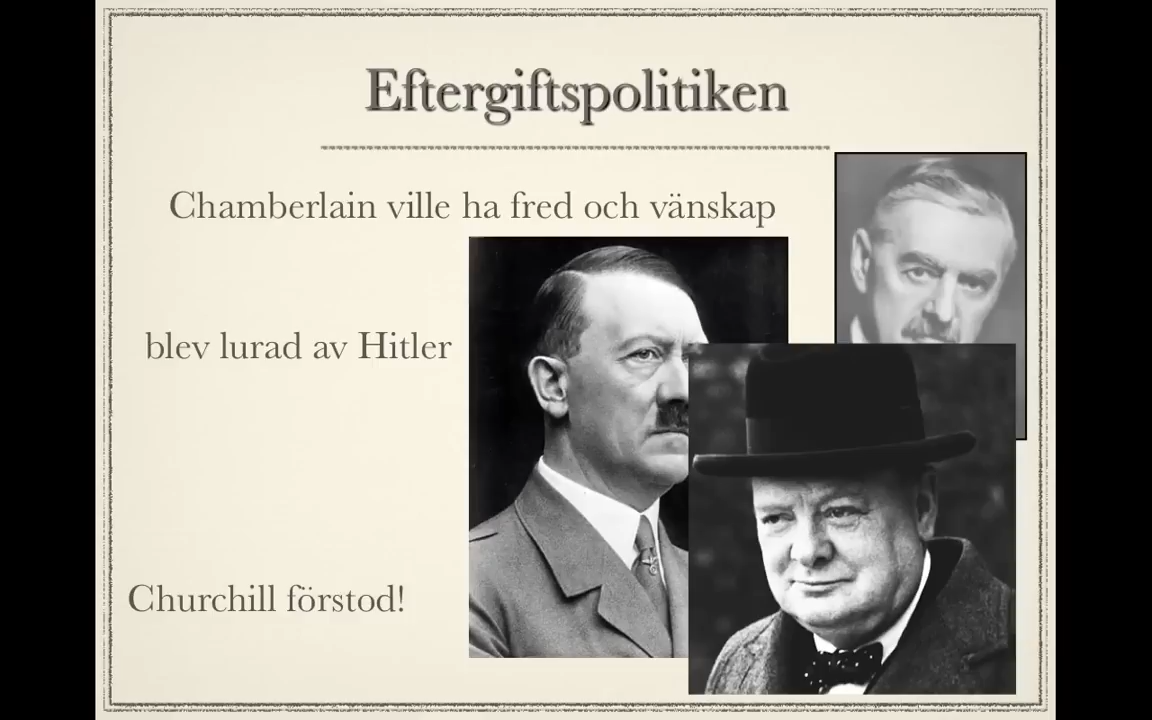 Eftergiftspolitiken
Chamberlain ville ha fred och vänskap
blev lurad av Hitler
Churchill förstod!